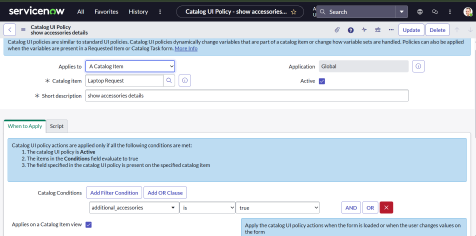 servicenow All Favorites History Catalog UI Policy - show accessories... Search
Catalog UI Policy
show accessories details
Update Delete
Catalog UI policies are similar to standard UI policies. Catalog UI policies dynamically change variables that are part of a catalog item or change how variable sets are handled. Policies can also be applied
when the variables are present in a Requested Item or Catalog Task form. More Info
Applies to A Catalog Item Application Global
Catalog item Laptop Request Active
Short description show accessories details
When to Apply Script
Catalog UI policy actions are applied only if all the following conditions are met:
1. The catalog UI policy is Active
2. The items in the Conditions field evaluate to true
3. The field specified in the catalog UI policy is present on the specified catalog item
Catalog Conditions Add Filter Condition Add OR Clause
additional_accessories is true AND OR X
Applies on a Catalog Item view Apply the catalog UI policy actions when the form is loaded or when the user changes values on
the form